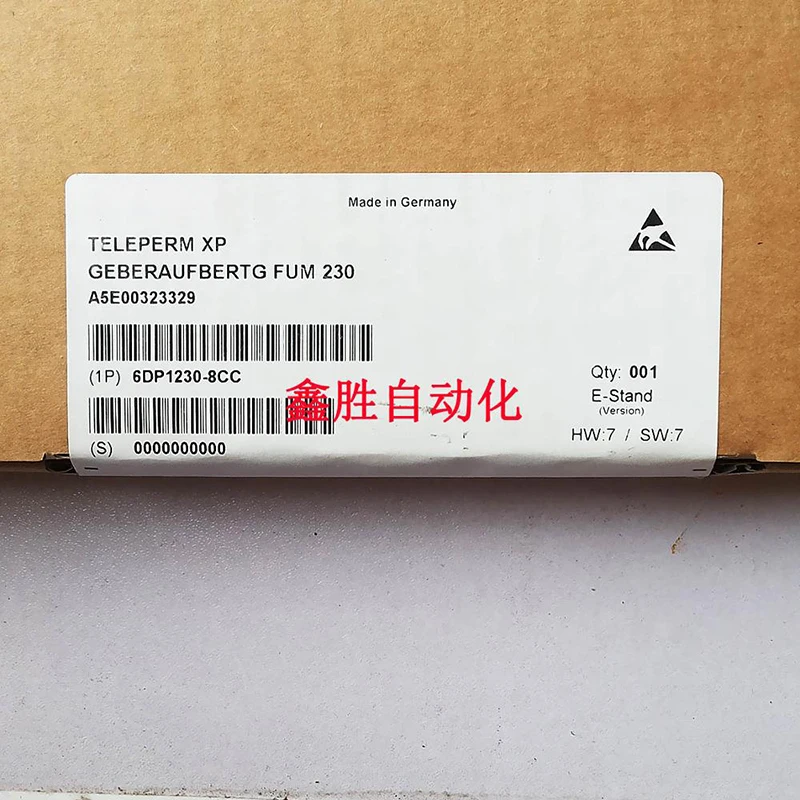 Made in Germany
TELEPERM XP
GEBERAUFBERTG FUM 230
A5E00323329
(1P) 6DP1230-8CC
Qty: 001
鑫胜自动化
E-Stand
(Version)
(S) 0000000000
HW:7 / SW:7